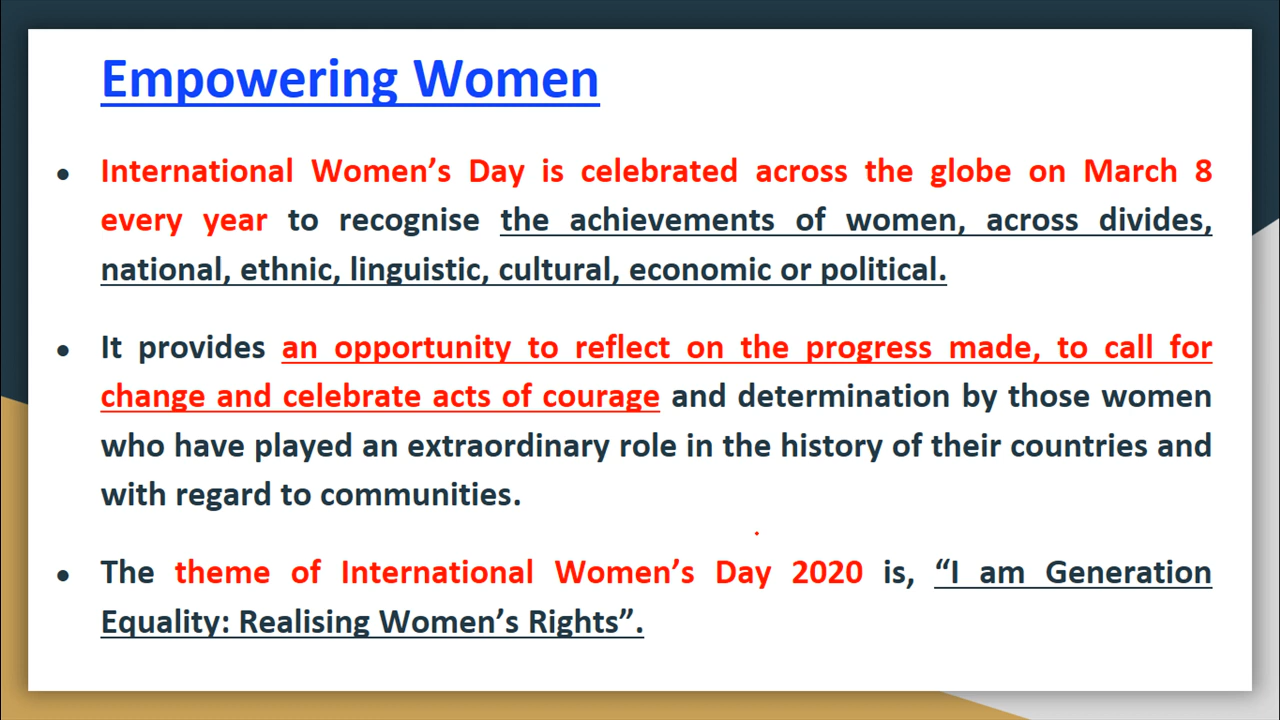 Empowering Women
• International Women’s Day is celebrated across the globe on March 8
every year to recognise the achievements of women, across divides,
national, ethnic, linguistic, cultural, economic or political.
• It provides an opportunity to reflect on the progress made, to call for
change and celebrate acts of courage and determination by those women
who have played an extraordinary role in the history of their countries and
with regard to communities.
• The theme of International Women’s Day 2020 is, “I am Generation
Equality: Realising Women’s Rights”.